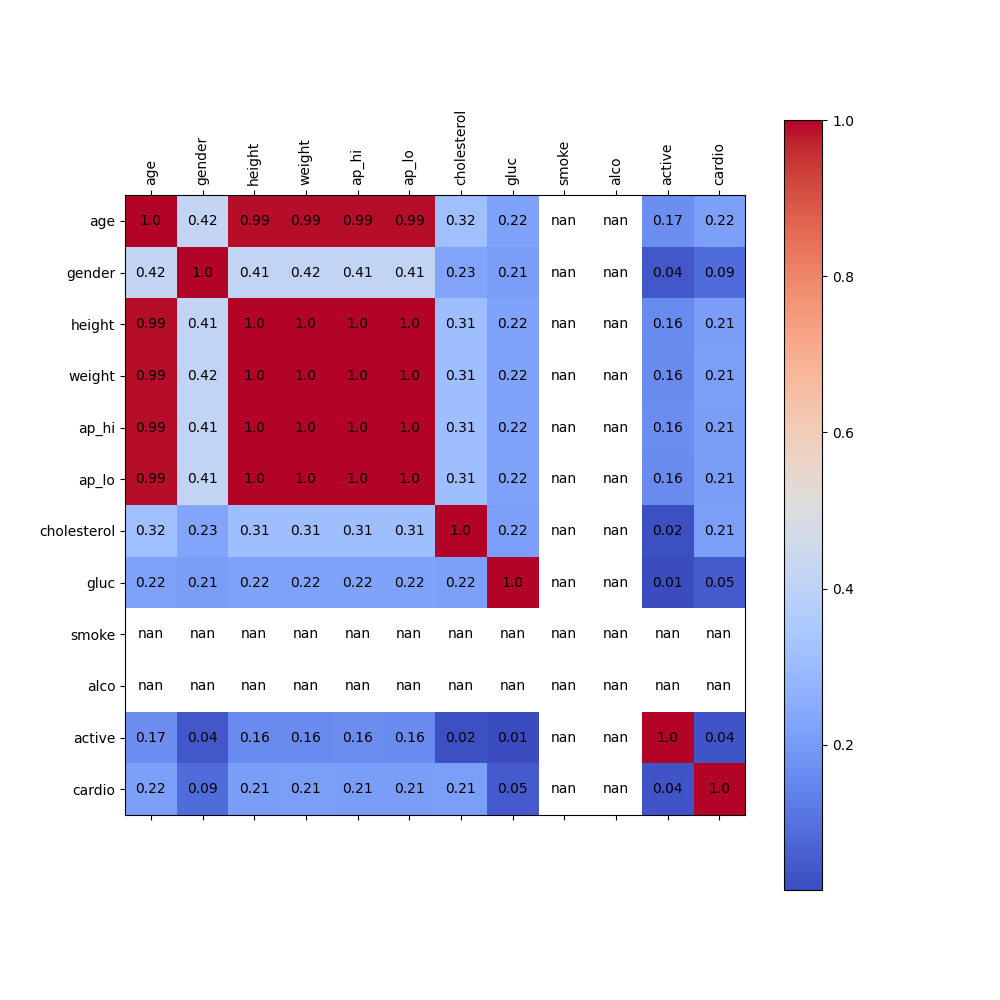 age gender height weight ap_hi ap_lo cholesterol gluc smoke alco active cardio
age 1.0 0.42 0.99 0.99 0.99 0.99 0.32 0.22 nan nan 0.17 0.22
gender 0.42 1.0 0.41 0.42 0.41 0.41 0.23 0.21 nan nan 0.04 0.09
height 0.99 0.41 1.0 1.0 1.0 1.0 0.31 0.22 nan nan 0.16 0.21
weight 0.99 0.42 1.0 1.0 1.0 1.0 0.31 0.22 nan nan 0.16 0.21
ap_hi 0.99 0.41 1.0 1.0 1.0 1.0 0.31 0.22 nan nan 0.16 0.21
ap_lo 0.99 0.41 1.0 1.0 1.0 1.0 0.31 0.22 nan nan 0.16 0.21
cholesterol 0.32 0.23 0.31 0.31 0.31 0.31 1.0 0.22 nan nan 0.02 0.21
gluc 0.22 0.21 0.22 0.22 0.22 0.22 0.22 1.0 nan nan 0.01 0.05
smoke nan nan nan nan nan nan nan nan nan nan nan nan
alco nan nan nan nan nan nan nan nan nan nan nan nan
active 0.17 0.04 0.16 0.16 0.16 0.16 0.02 0.01 nan nan 1.0 0.04
cardio 0.22 0.09 0.21 0.21 0.21 0.21 0.21 0.05 nan nan 0.04 1.0
1.0
0.8
0.6
0.4
0.2